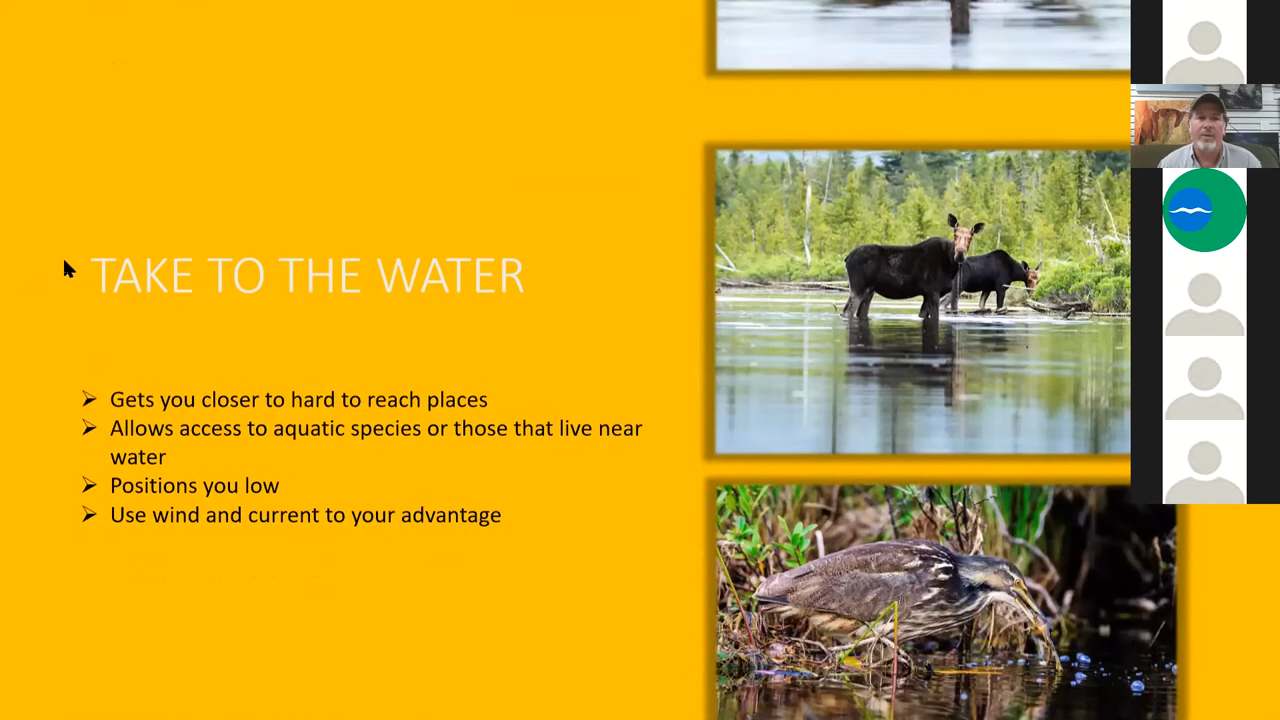 TAKE TO THE WATER
Gets you closer to hard to reach places
Allows access to aquatic species or those that live near
water
Positions you low
Use wind and current to your advantage